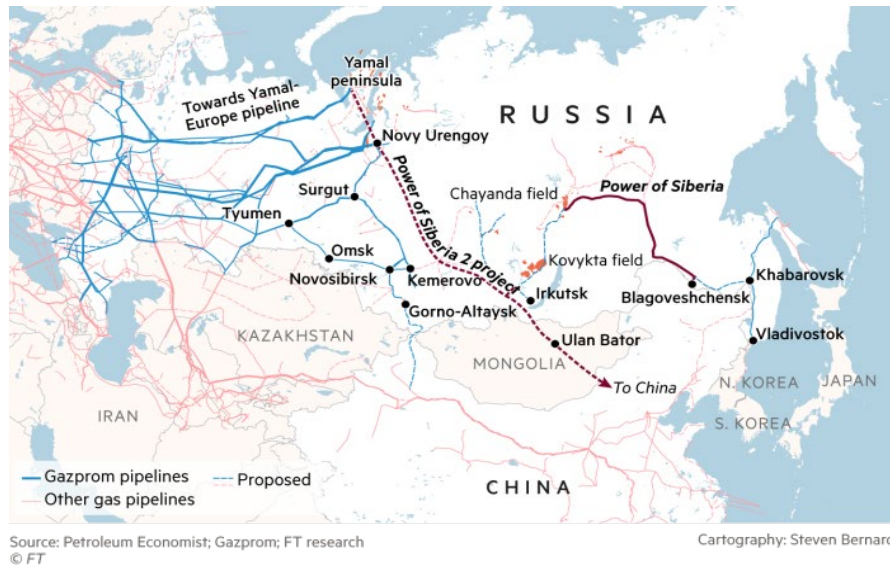 Yamal
peninsula
Towards Yamal-
Europe pipeline
RUSSIA
Novy Urengoy
Power of Siberia 2 project
Surgut
Chayanda field
Power of Siberia
Tyumen
Omsk
Kovykta field
Novosibirsk
Kemerovo
Irkutsk
Khabarovsk
Blagoveshchensk
Gorno-Altaysk
KAZAKHSTAN
Ulan Bator
Vladivostok
MONGOLIA
To China
N. KOREA
JAPAN
IRAN
S. KOREA
Gazprom pipelines
Proposed
Other gas pipelines
CHINA
Source: Petroleum Economist; Gazprom; FT research
Cartography: Steven Bernard
© FT